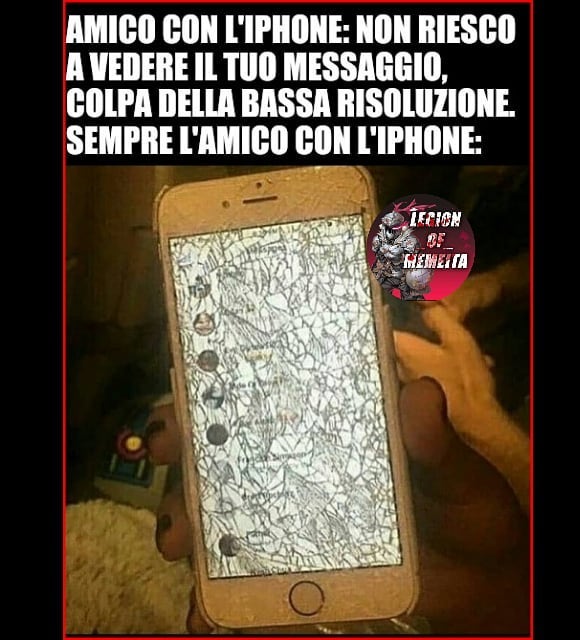 AMICO CON L'IPHONE: NON RIESCO
A VEDERE IL TUO MESSAGGIO,
COLPA DELLA BASSA RISOLUZIONE.
SEMPRE L'AMICO CON L'IPHONE:
LEGION
OF
MEMEITA